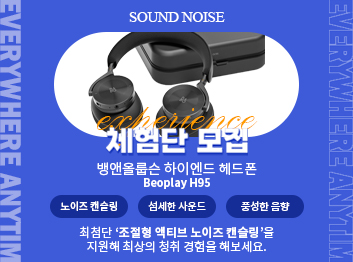 SOUND NOISE
EVERYWHERE ANYTIM
EVERYWHERE ANYTIM
exherience
체험단 모집
뱅앤올룹슨 하이엔드 헤드폰
Beoplay H95
노이즈 캔슬링
섬세한 사운드
풍성한 음향
최첨단 ‘조절형 액티브 노이즈 캔슬링’을
지원해 최상의 청취 경험을 해보세요.